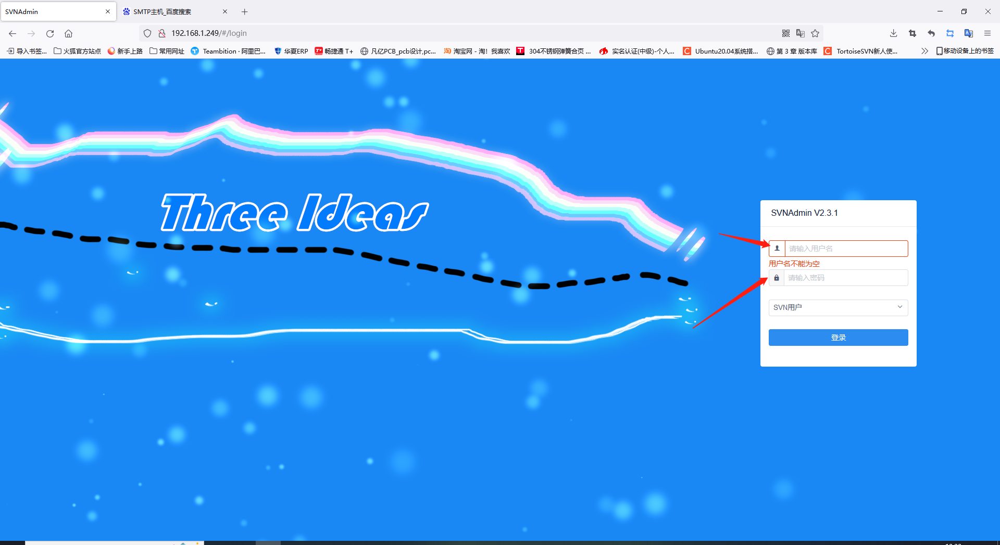 SVNAdmin
SMTP主机_百度搜索
192.168.1.249/#/login
导入书签... 火狐官方站点 新手上路 常用网址 Teambition · 阿里巴... 华夏ERP 畅捷通 T+ 凡亿PCB_pcb设计,pc... 淘宝网 - 淘！我喜欢 304不锈钢弹簧合页 ... 实名认证(中级)-个人... Ubuntu20.04系统搭... 第 3 章 版本库 TortoiseSVN新人使... 移动设备上的书签
Three Ideas
SVNAdmin V2.3.1
请输入用户名
用户名不能为空
请输入密码
SVN用户
登录